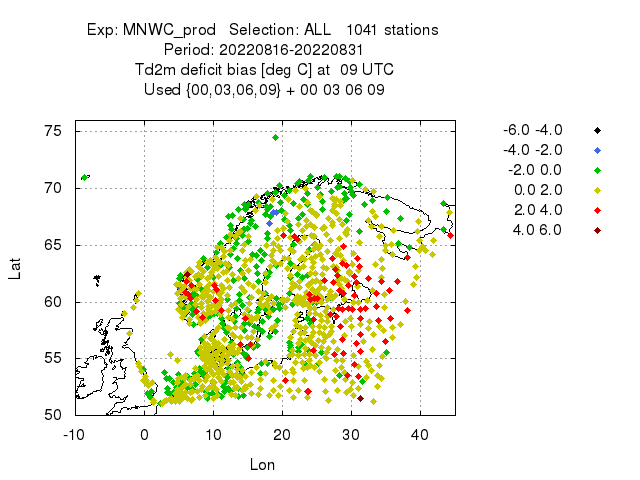 Exp: MNWC_prod   Selection: ALL   1041 stations
Period: 20220816-20220831
Td2m deficit bias [deg C] at  09 UTC
Used {00,03,06,09} + 00 03 06 09
-6.0 -4.0
-4.0 -2.0
-2.0 0.0
0.0 2.0
2.0 4.0
4.0 6.0
75
70
65
60
55
50
Lat
-10 0 10 20 30 40
Lon